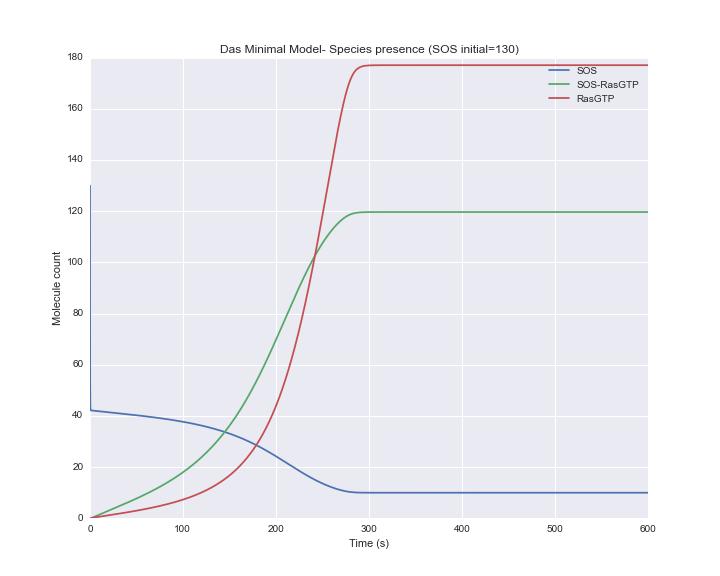 Das Minimal Model- Species presence (SOS initial=130)
180
160
140
120
100
80
60
40
20
0
Molecule count
SOS
SOS-RasGTP
RasGTP
0 100 200 300 400 500 600
Time (s)